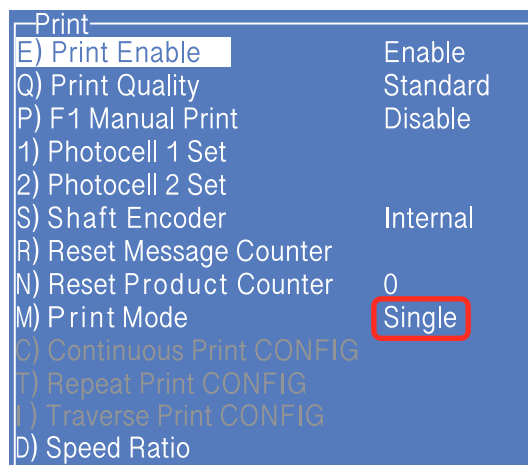 Print
E) Print Enable Enable
Q) Print Quality Standard
P) F1 Manual Print Disable
1) Photocell 1 Set
2) Photocell 2 Set
S) Shaft Encoder Internal
R) Reset Message Counter
N) Reset Product Counter 0
M) Print Mode Single
C) Continuous Print CONFIG
T) Repeat Print CONFIG
I) Traverse Print CONFIG
D) Speed Ratio